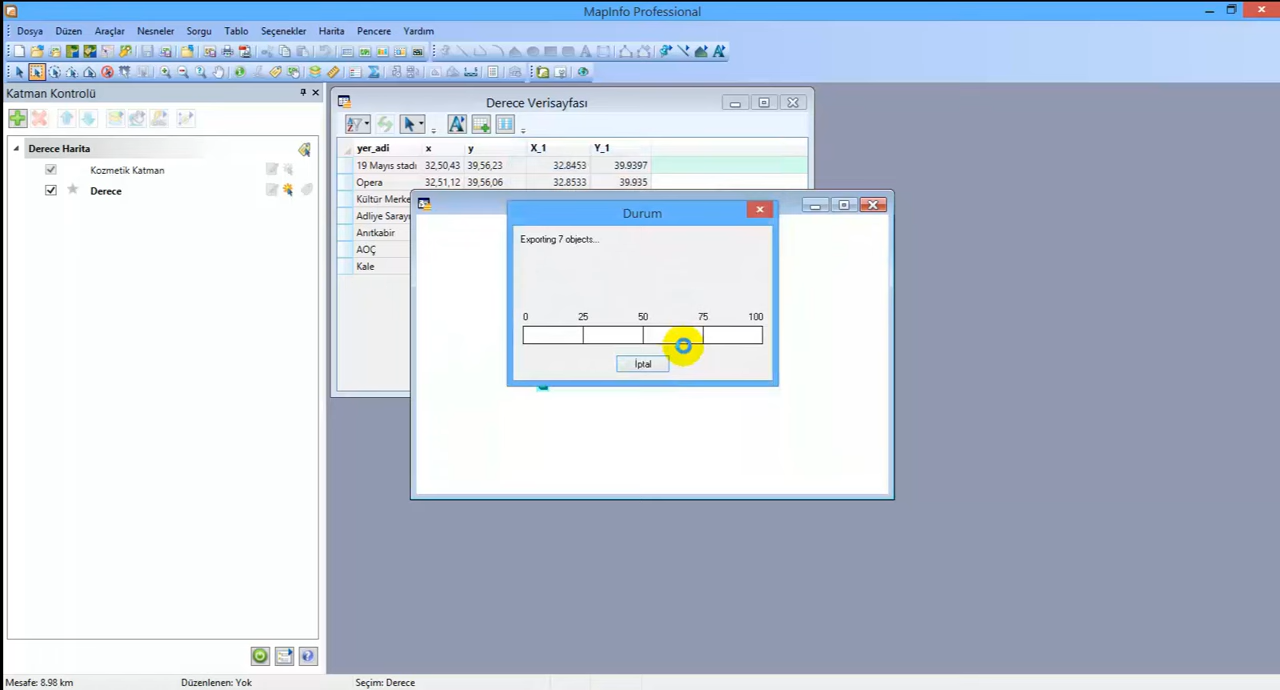 MapInfo Professional
Dosya Düzen Araçlar Nesneler Sorgu Tablo Seçenekler Harita Pencere Yardım
Katman Kontrolü
Derece Harita
Kozmetik Katman
Derece
Derece Verisayfası
yer_adi x y X_1 Y_1
19 Mayıs stadı 32,50,43 39,56,23 32.8453 39.9397
Opera 32,51,12 39,56,06 32.8533 39.935
Kültür Merke
Adliye Saray
Anıtkabir
AOÇ
Kale
Durum
Exporting 7 objects...
0 25 50 75 100
İptal
Mesafe: 8.98 km Düzenlenen: Yok Seçim: Derece